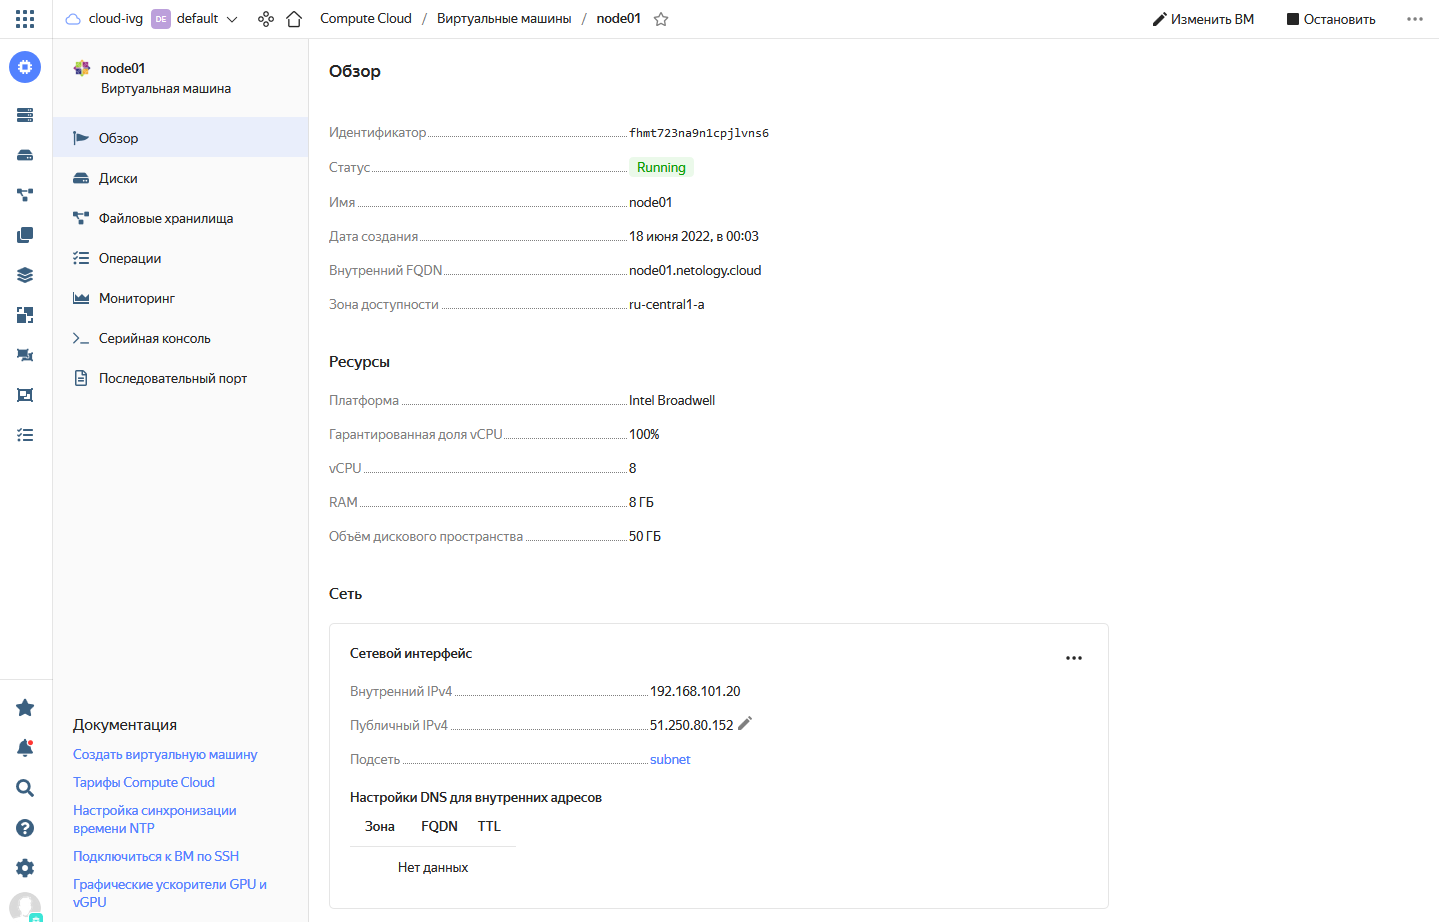 cloud-ivg DE default Compute Cloud / Виртуальные машины / node01 Изменить ВМ Остановить
node01
Виртуальная машина
Обзор
Диски
Файловые хранилища
Операции
Мониторинг
Серийная консоль
Последовательный порт
Документация
Создать виртуальную машину
Тарифы Compute Cloud
Настройка синхронизации
времени NTP
Подключиться к ВМ по SSH
Графические ускорители GPU и
vGPU
Обзор
Идентификатор fhmt723na9n1cpjlvns6
Статус Running
Имя node01
Дата создания 18 июня 2022, в 00:03
Внутренний FQDN node01.netology.cloud
Зона доступности ru-central1-a
Ресурсы
Платформа Intel Broadwell
Гарантированная доля vCPU 100%
vCPU 8
RAM 8 ГБ
Объём дискового пространства 50 ГБ
Сеть
Сетевой интерфейс
Внутренний IPv4 192.168.101.20
Публичный IPv4 51.250.80.152
Подсеть subnet
Настройки DNS для внутренних адресов
Зона FQDN TTL
Нет данных